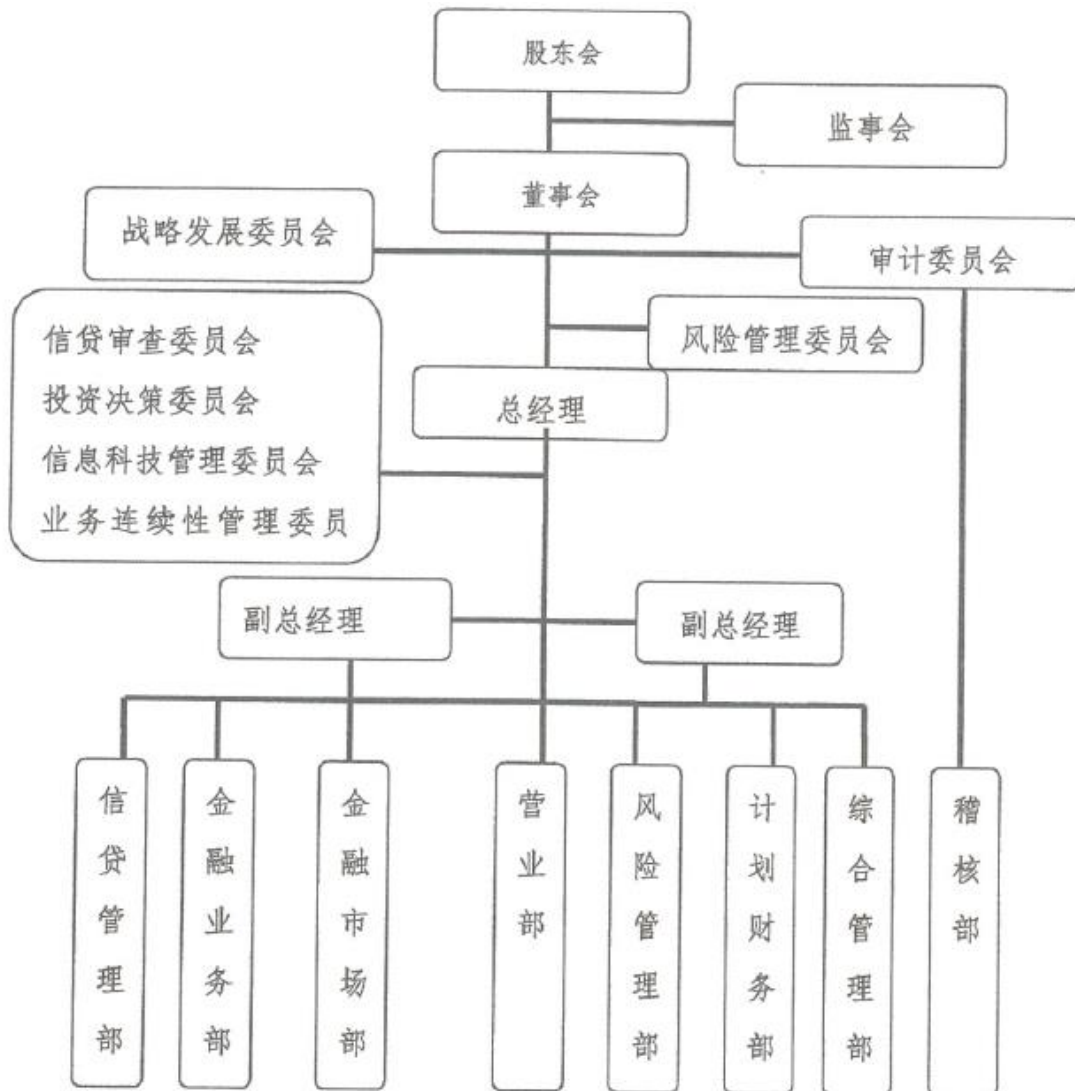 股东会
监事会
董事会
战略发展委员会
审计委员会
信贷审查委员会
投资决策委员会
信息科技管理委员会
业务连续性管理委员
风险管理委员会
总经理
副总经理
副总经理
信贷管理部
金融业务部
金融市场部
营业部
风险管理部
计划财务部
综合管理部
稽核部